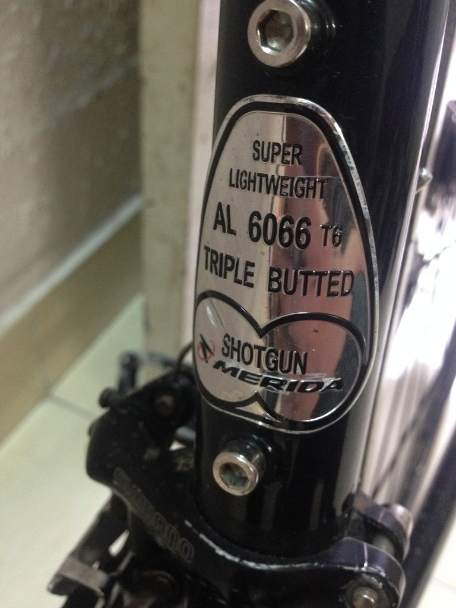 SUPER
LIGHTWEIGHT
AL 6066 T6
TRIPLE BUTTED
SHOTGUN
MERIDA